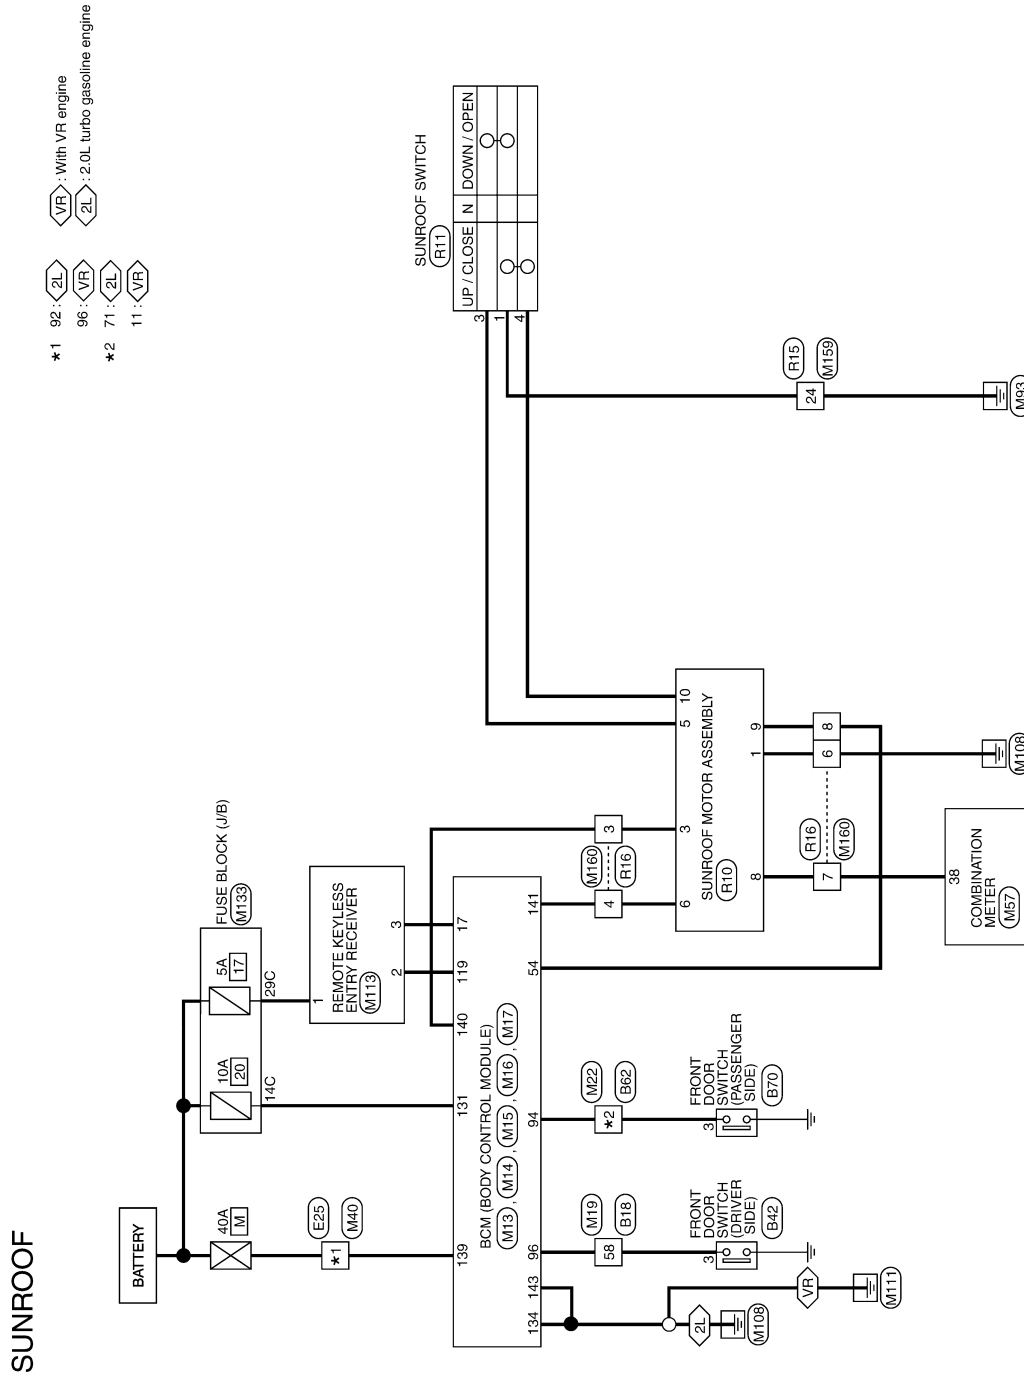 SUNROOF
*1 92 : 2L
96 : VR
*2 71 : 2L
11 : VR
VR : With VR engine
2L : 2.0L turbo gasoline engine
BATTERY
40A
M
E25
*1
M40
139
10A
20
14C
131
5A
17
29C
FUSE BLOCK (J/B)
M133
1
REMOTE KEYLESS
ENTRY RECEIVER
M113
2
3
140
119
17
BCM (BODY CONTROL MODULE)
M13 , M14 , M15 , M16 , M17
134
143
96
94
54
141
SUNROOF SWITCH
R11
UP / CLOSE
N
DOWN / OPEN
3
1
4
M19
58
B18
3
FRONT
DOOR
SWITCH
(DRIVER
SIDE)
B42
M22
*2
B62
3
FRONT
DOOR
SWITCH
(PASSENGER
SIDE)
B70
M160
4
3
R16
6
3
5
10
SUNROOF MOTOR ASSEMBLY
R10
8
1
9
R16
7
6
8
M160
2L
M108
VR
M111
38
COMBINATION
METER
M57
M108
R15
24
M159
M93